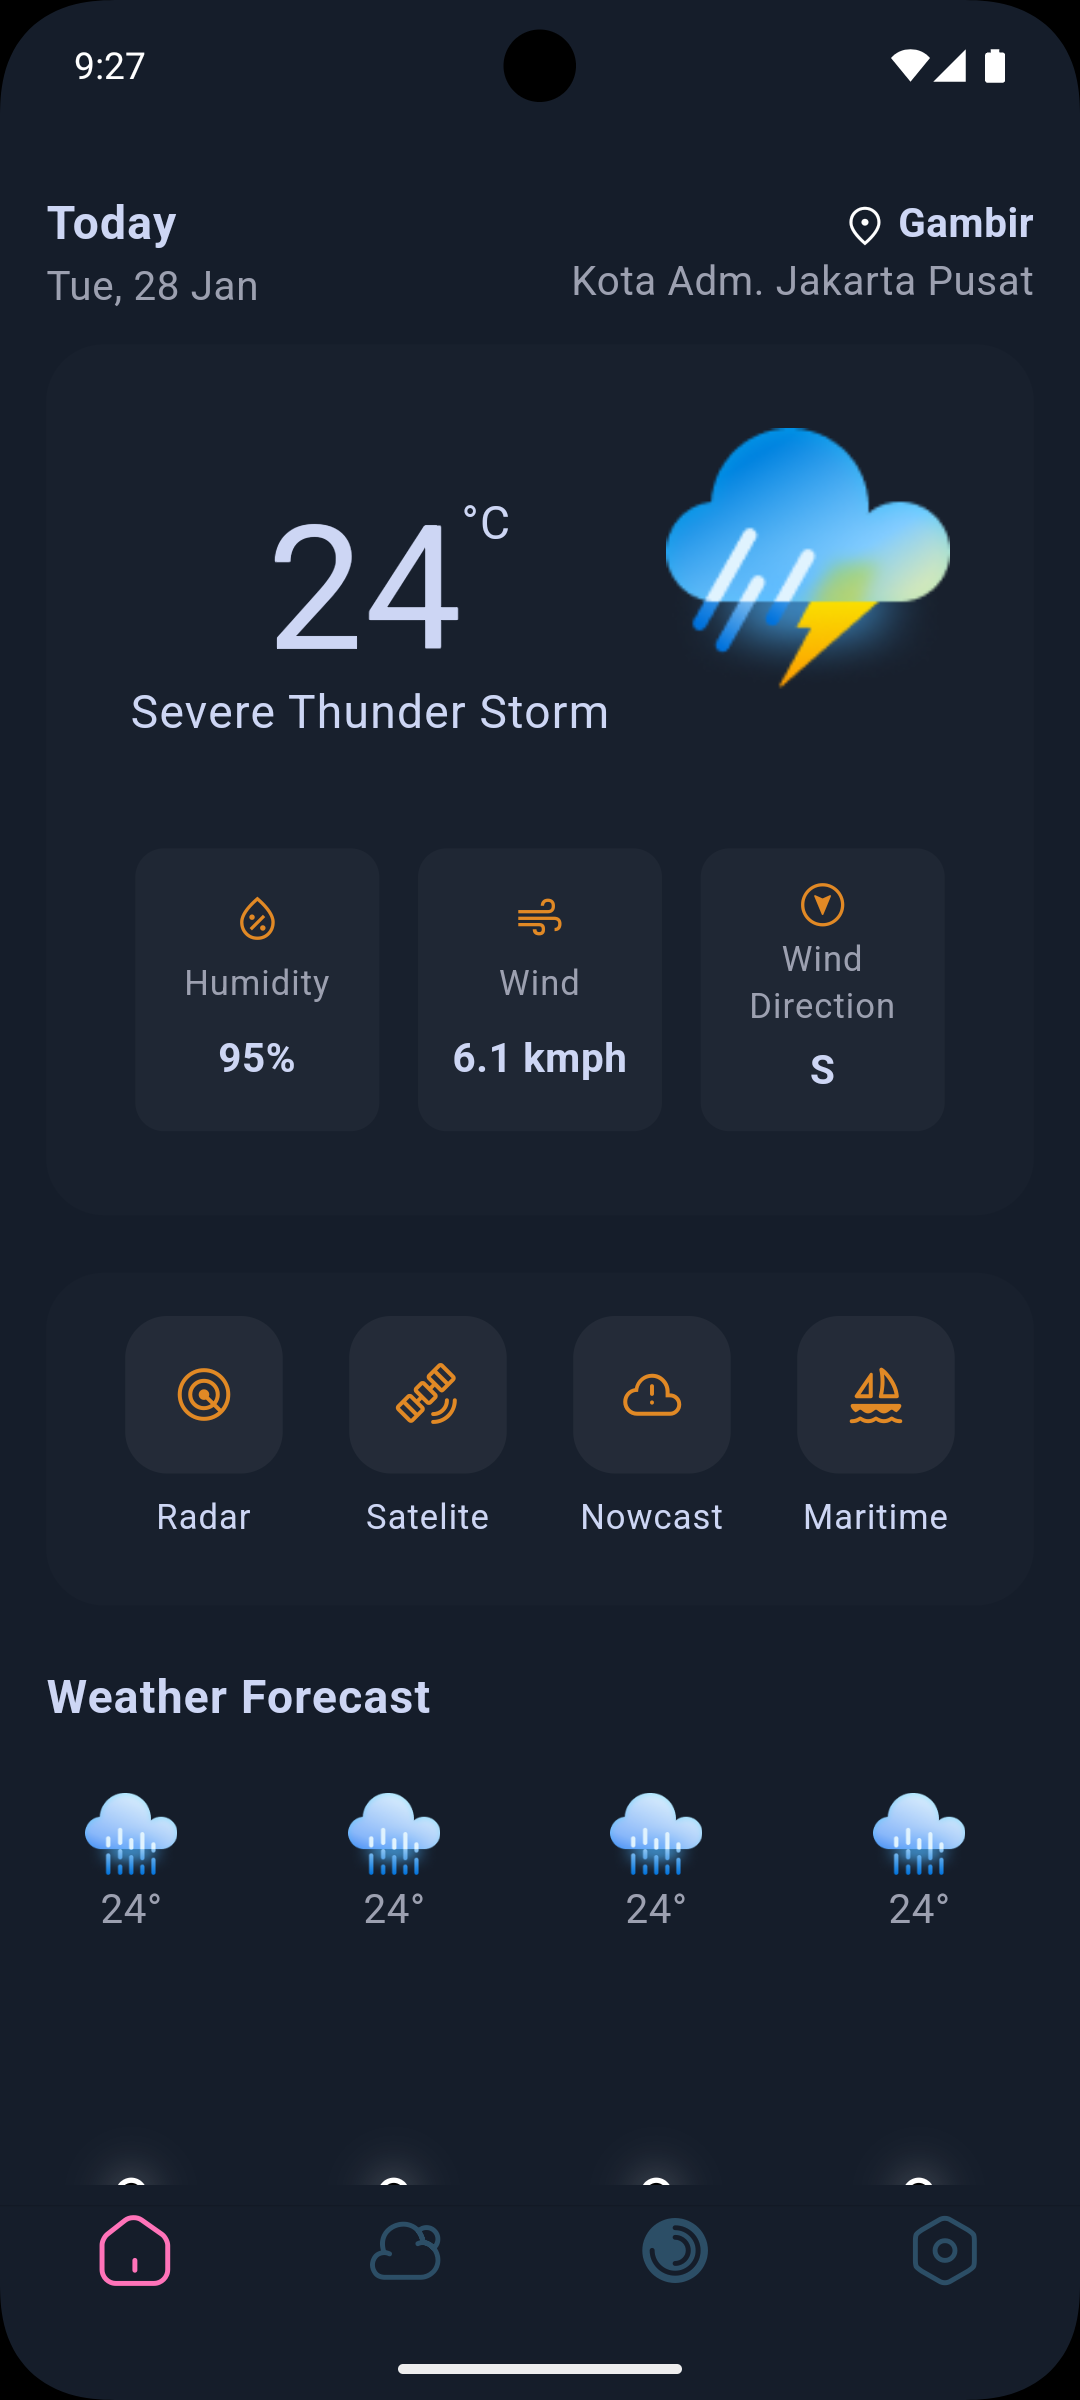 9:27
Today
Gambir
Tue, 28 Jan
Kota Adm. Jakarta Pusat
24 °C
Severe Thunder Storm
Humidity
95%
Wind
6.1 kmph
Wind
Direction
S
Radar
Satelite
Nowcast
Maritime
Weather Forecast
24° 24° 24° 24°